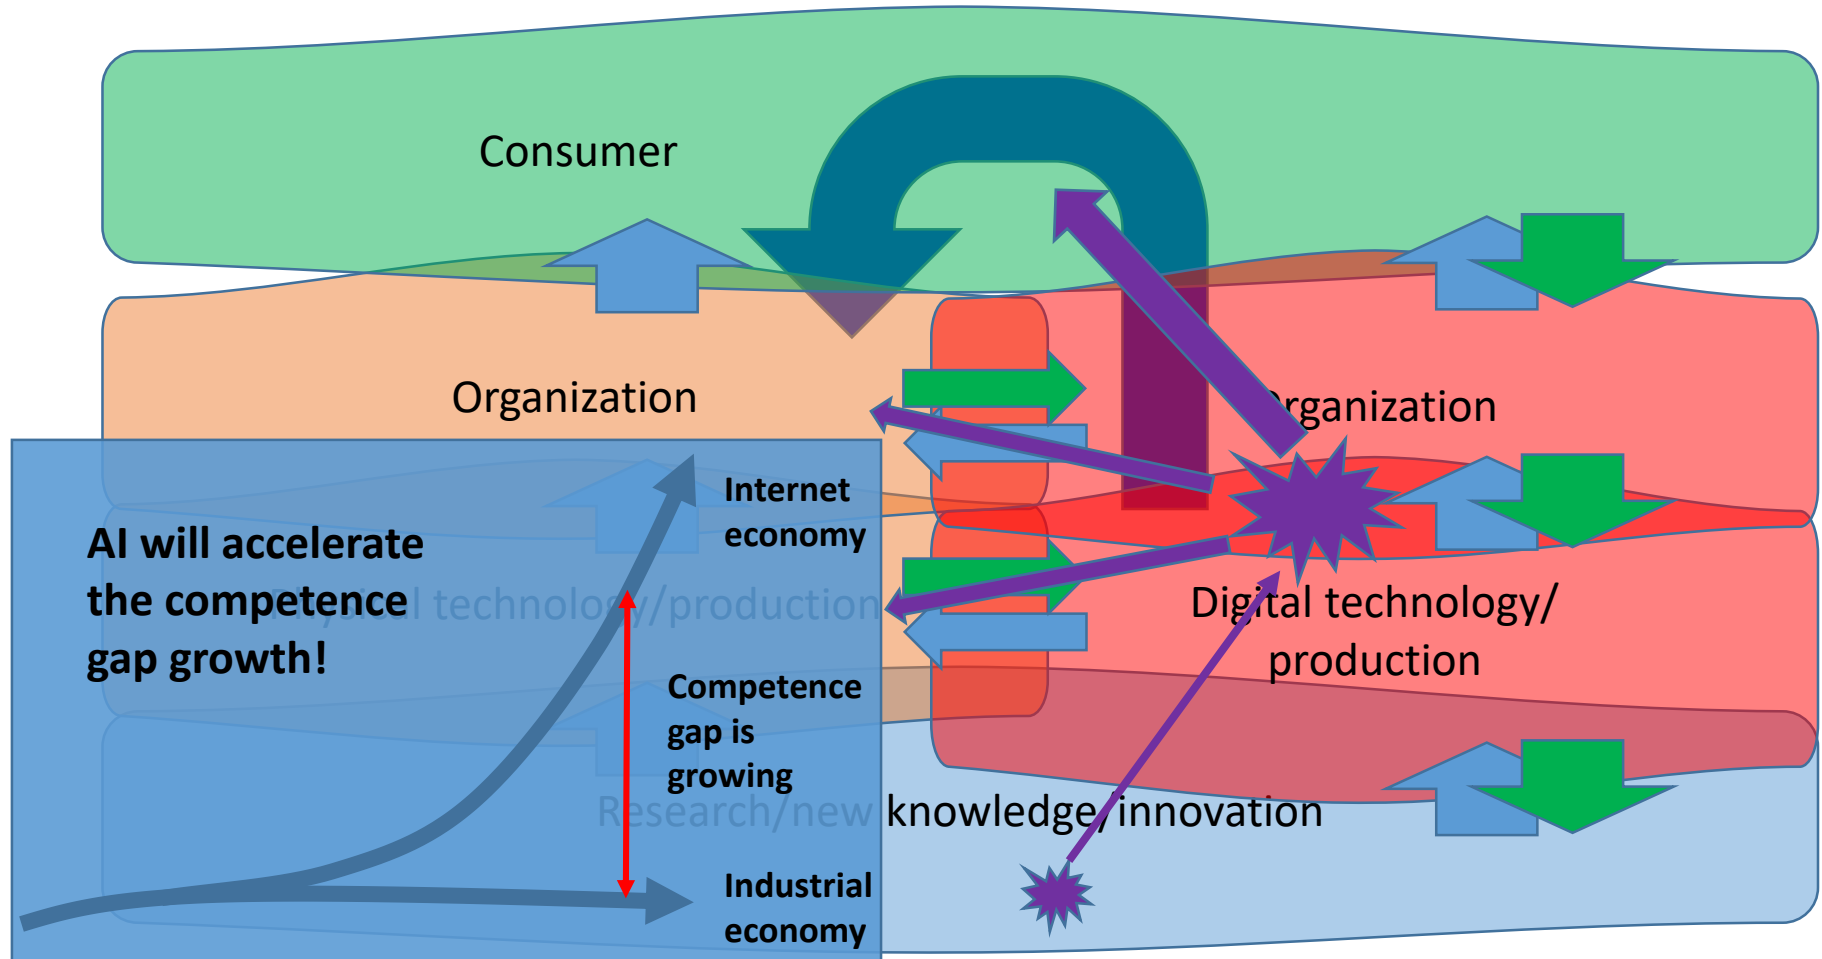 Consumer
Organization
Organization
Internet
economy
AI will accelerate
the competence
gap growth!
Physical technology/production
Digital technology/
production
Competence
gap is
growing
Research/new knowledge/innovation
Industrial
economy